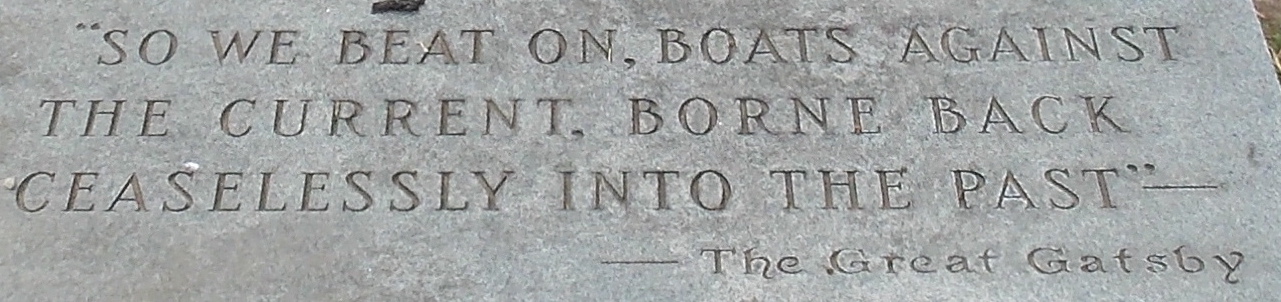 "SO WE BEAT ON, BOATS AGAINST
THE CURRENT, BORNE BACK
CEASELESSLY INTO THE PAST"—
— The Great Gatsby